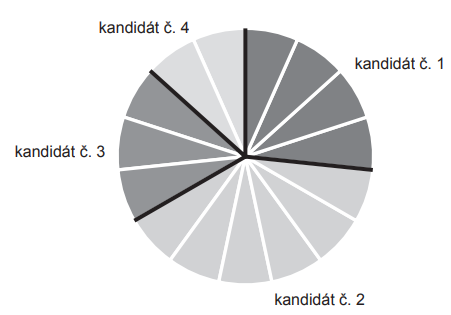 kandidát č. 4
kandidát č. 1
kandidát č. 3
kandidát č. 2